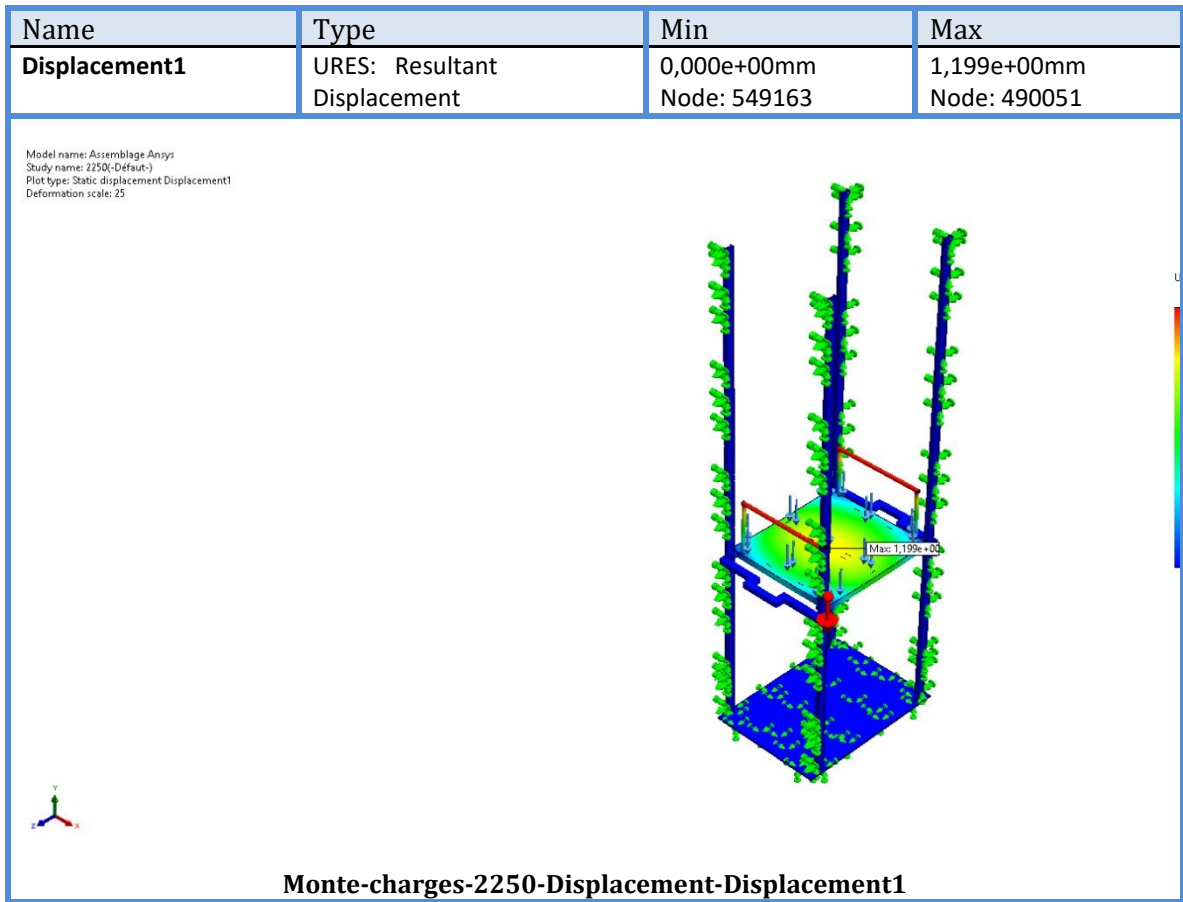 Name Type Min Max
Displacement1 URES: Resultant Displacement 0,000e+00mm Node: 549163 1,199e+00mm Node: 490051
Model name: Assemblage Ansys
Study name: 2250(-Défaut-)
Plot type: Static displacement Displacement1
Deformation scale: 25
U
Max: 1,199e+00
Y
Z X
Monte-charges-2250-Displacement-Displacement1